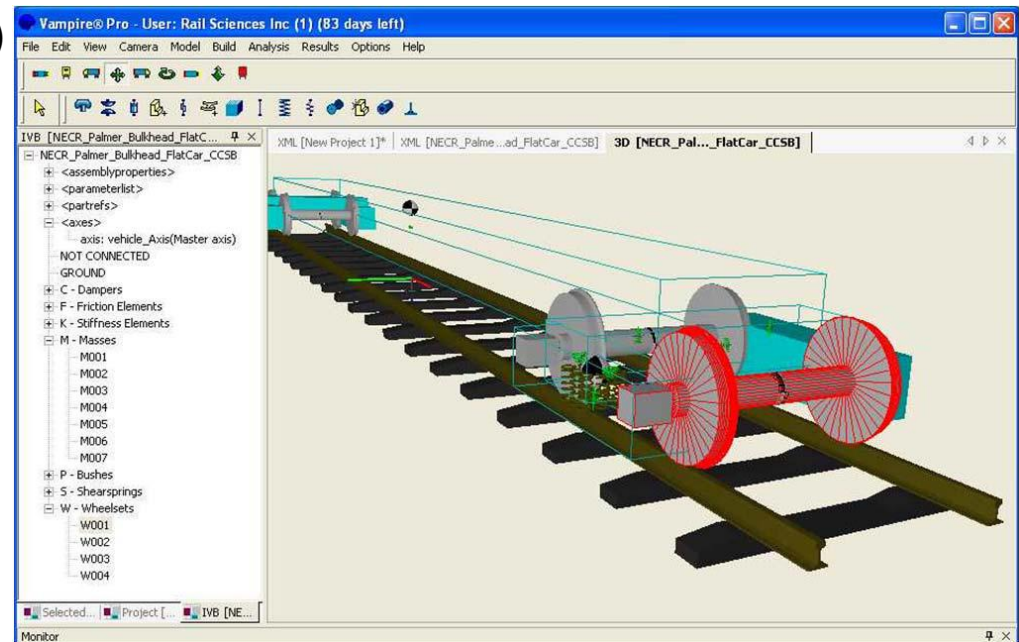 )
Vampire® Pro - User: Rail Sciences Inc (1) (83 days left)
File Edit View Camera Model Build Analysis Results Options Help
IVB [NECR_Palmer_Bulkhead_FlatC...
XML [New Project 1]* XML [NECR_Palme...ad_FlatCar_CCSB] 3D [NECR_Pal..._FlatCar_CCSB]
NECR_Palmer_Bulkhead_FlatCar_CCSB
<assemblyproperties>
<parameterlist>
<partrefs>
<axes>
axis: vehicle_Axis(Master axis)
NOT CONNECTED
GROUND
C - Dampers
F - Friction Elements
K - Stiffness Elements
M - Masses
M001
M002
M003
M004
M005
M006
M007
P - Bushes
S - Shearsprings
W - Wheelsets
W001
W002
W003
W004
Selected... Project [... IVB [NE...
Monitor